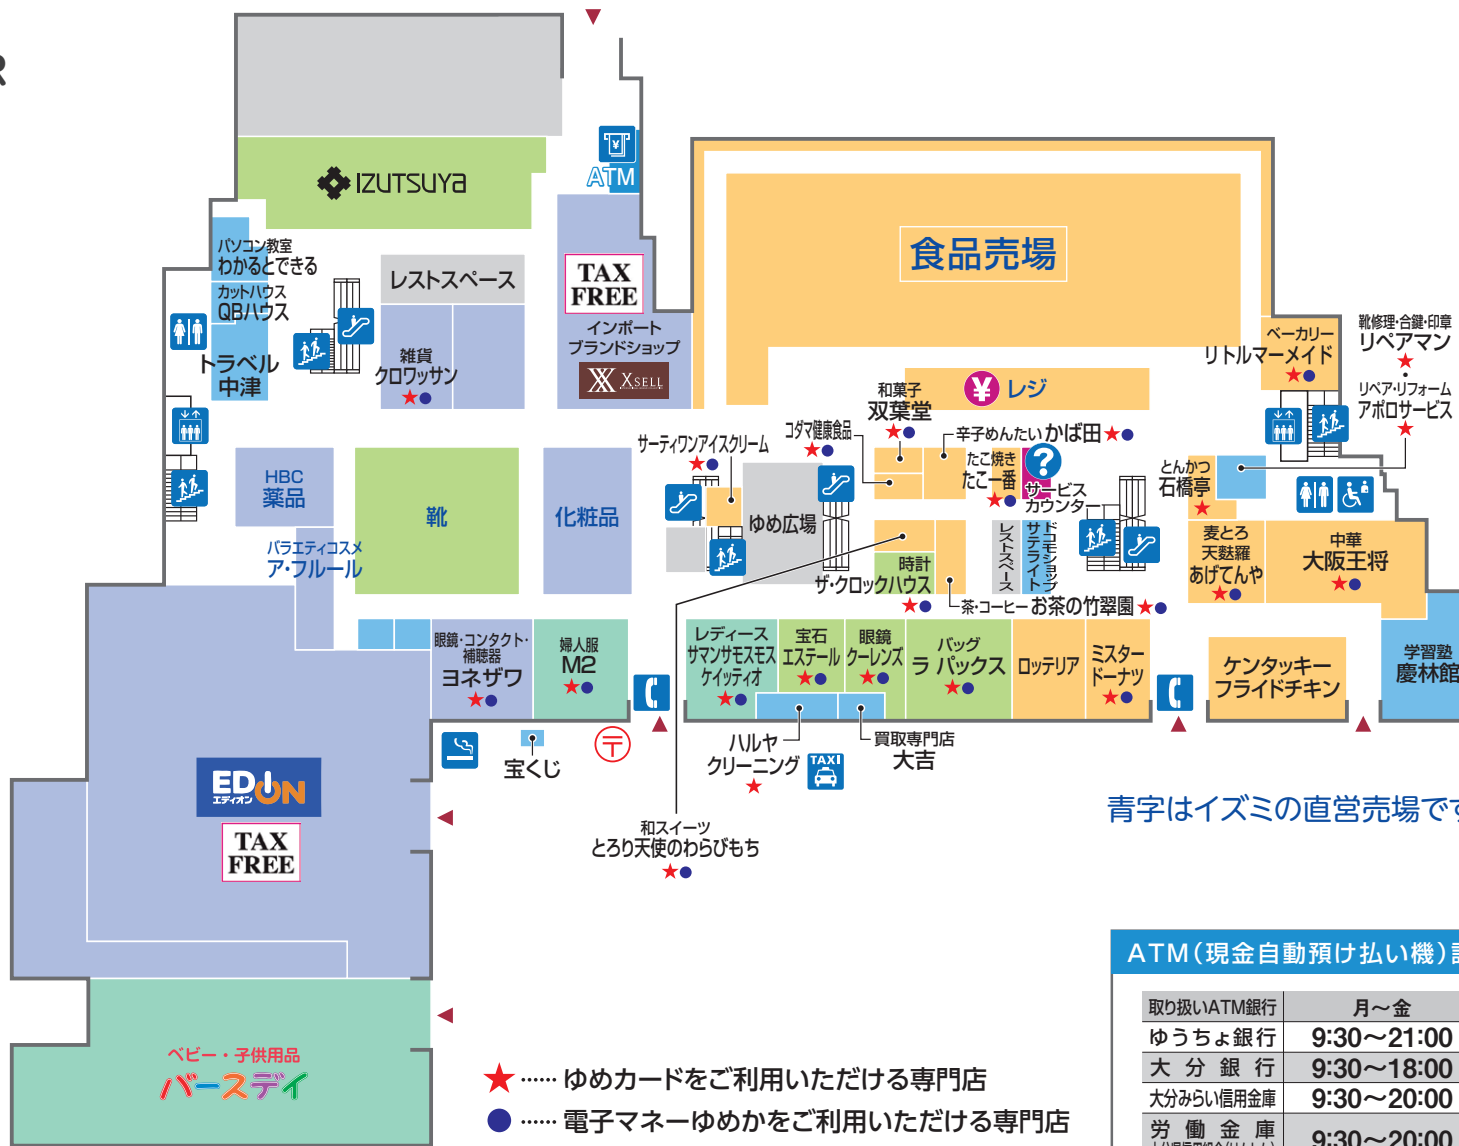 R
IZUTSUYA
ATM
パソコン教室
わかるとできる
カットハウス
QBハウス
トラベル
中津
レストスペース
雑貨
クロワッサン
★●
TAX
FREE
インポート
ブランドショップ
XSELL
食品売場
¥ レジ
ベーカリー
リトルマーメイド
★●
靴修理・合鍵・印章
リペアマン
★
・
リペア・リフォーム
アポロサービス
★
HBC
薬品
バラエティコスメ
ア・フルール
靴
化粧品
サーティワンアイスクリーム
★●
コダマ健康食品
★●
和菓子
双葉堂
★●
辛子めんたい かば田 ★●
たこ焼き
たこ一番
★●
?
サービス
カウンター
ゆめ広場
時計
ザ・クロックハウス
★●
レストスペース
ドコモショップ
サテライト
茶・コーヒー お茶の竹翠園 ★●
とんかつ
石橋亭
★
麦とろ
天麩羅
あげてんや
★●
中華
大阪王将
★●
眼鏡・コンタクト・
補聴器
ヨネザワ
★●
婦人服
M2
★●
レディース
サマンサモスモス
ケイッティオ
★●
宝石
エステール
★●
眼鏡
クーレンズ
★●
バッグ
ラ パックス
★●
ロッテリア
ミスター
ドーナツ
★●
ケンタッキー
フライドチキン
学習塾
慶林館
宝くじ
〒
ハルヤ
クリーニング
★
TAXI
買取専門店
大吉
和スイーツ
とろり天使のわらびもち
★●
EDION
エディオン
TAX
FREE
ベビー・子供用品
バースデイ
青字はイズミの直営売場です
★ …… ゆめカードをご利用いただける専門店
● …… 電子マネーゆめかをご利用いただける専門店
ATM(現金自動預け払い機)
取り扱いATM銀行 月～金
ゆうちょ銀行 9:30～21:00
大分銀行 9:30～18:00
大分みらい信用金庫 9:30～20:00
労働金庫 9:30～20:00